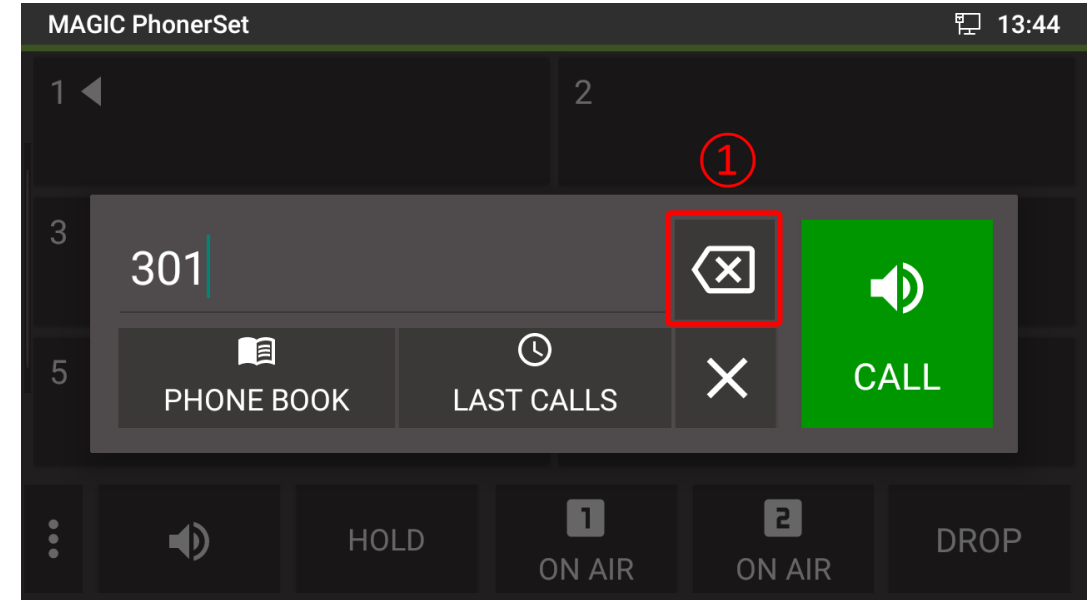 MAGIC PhonerSet 13:44
1 2
①
3
301
CALL
5
PHONE BOOK LAST CALLS
HOLD 1 ON AIR 2 ON AIR DROP